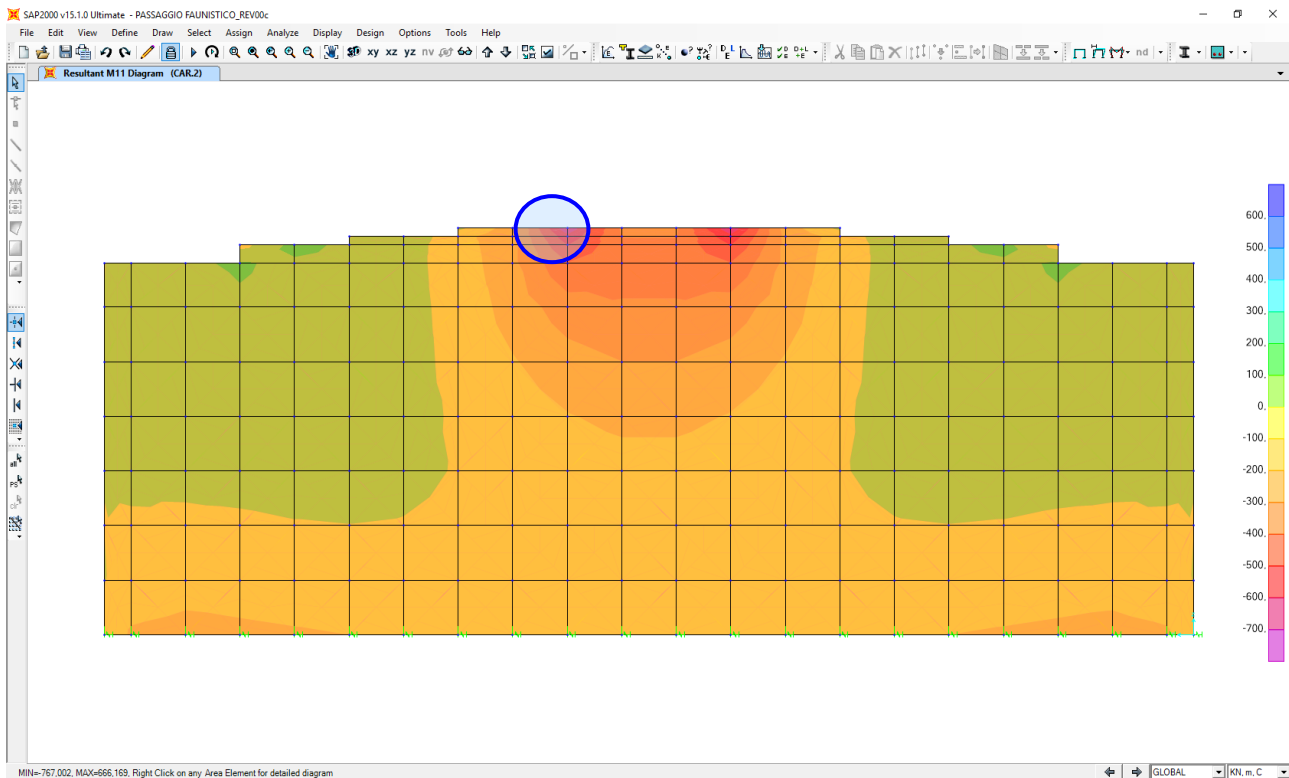 SAP2000 v15.1.0 Ultimate - PASSAGGIO FAUNISTICO_REV00c
File Edit View Define Draw Select Assign Analyze Display Design Options Tools Help
xy xz yz nv nd
Resultant M11 Diagram (CAR.2)
600,
500,
400,
300,
200,
100,
0,
-100,
-200,
-300,
-400,
-500,
-600,
-700,
all
PS
clr
MIN=-767,002, MAX=666,169, Right Click on any Area Element for detailed diagram
GLOBAL
KN, m, C